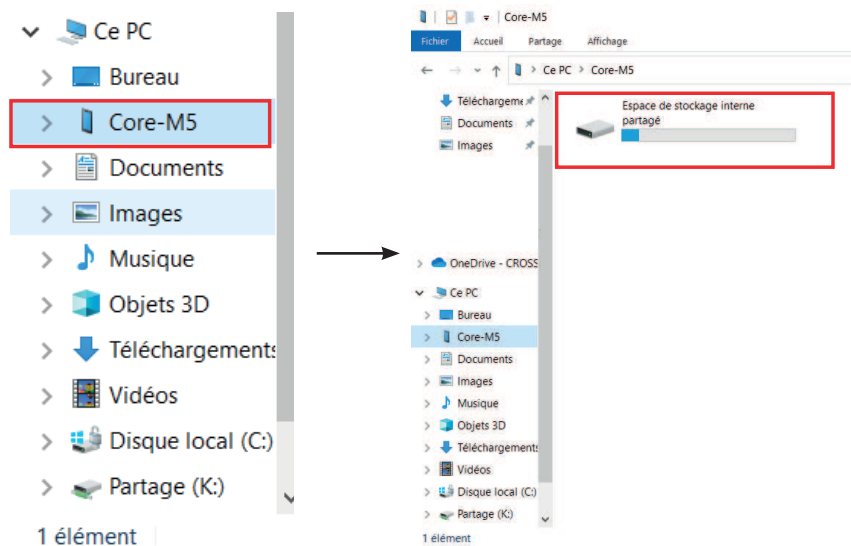 Ce PC
Bureau
Core-M5
Documents
Images
Musique
Objets 3D
Téléchargements
Vidéos
Disque local (C:)
Partage (K:)
1 élément
Core-M5
Fichier Accueil Partage Affichage
Ce PC > Core-M5
Téléchargeme
Documents
Images
OneDrive - CROSS
Ce PC
Bureau
Core-M5
Documents
Images
Musique
Objets 3D
Téléchargements
Vidéos
Disque local (C:)
Partage (K:)
1 élément
Espace de stockage interne
partagé